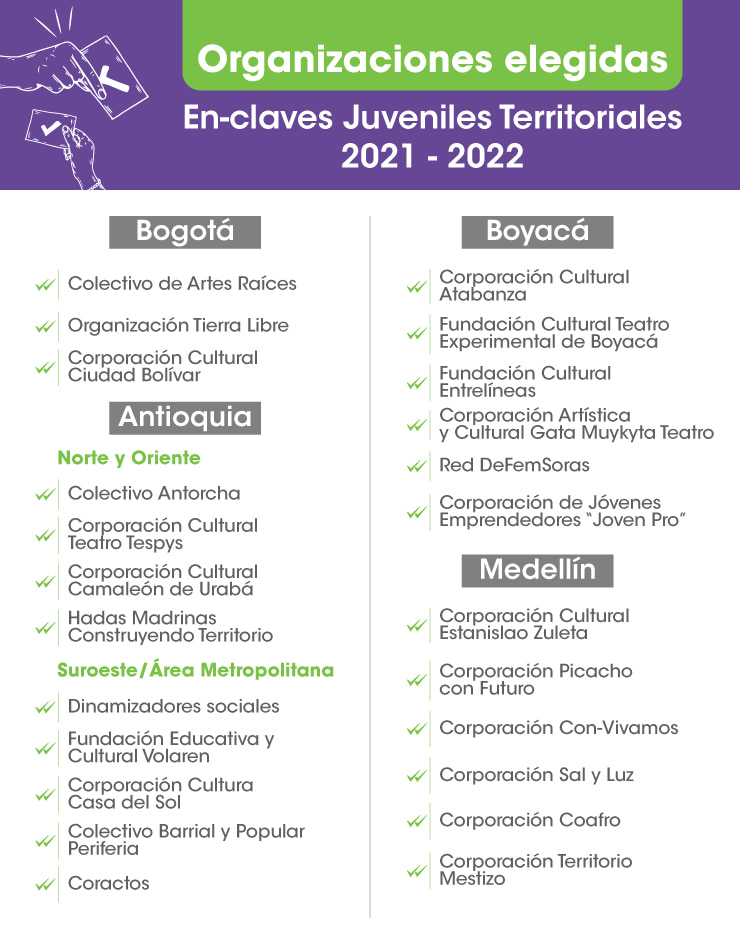 Organizaciones elegidas
En-claves Juveniles Territoriales
2021 - 2022
Bogotá
Colectivo de Artes Raíces
Organización Tierra Libre
Corporación Cultural
Ciudad Bolívar
Antioquia
Norte y Oriente
Colectivo Antorcha
Corporación Cultural
Teatro Tespys
Corporación Cultural
Camaleón de Urabá
Hadas Madrinas
Construyendo Territorio
Suroeste/Área Metropolitana
Dinamizadores sociales
Fundación Educativa y
Cultural Volaren
Corporación Cultura
Casa del Sol
Colectivo Barrial y Popular
Periferia
Coractos
Boyacá
Corporación Cultural
Atabanza
Fundación Cultural Teatro
Experimental de Boyacá
Fundación Cultural
Entrelíneas
Corporación Artística
y Cultural Gata Muykyta Teatro
Red DeFemSoras
Corporación de Jóvenes
Emprendedores “Joven Pro”
Medellín
Corporación Cultural
Estanislao Zuleta
Corporación Picacho
con Futuro
Corporación Con-Vivamos
Corporación Sal y Luz
Corporación Coafro
Corporación Territorio
Mestizo